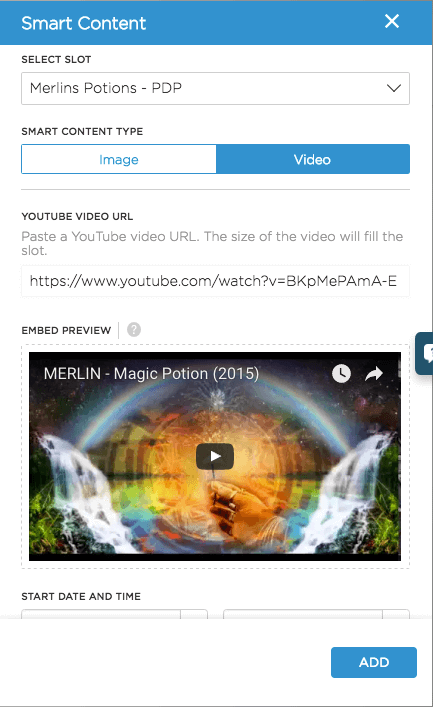 Smart Content
SELECT SLOT
Merlins Potions - PDP
SMART CONTENT TYPE
Image
Video
YOUTUBE VIDEO URL
Paste a YouTube video URL. The size of the video will fill the
slot.
https://www.youtube.com/watch?v=BKpMePAmA-E
EMBED PREVIEW
?
MERLIN - Magic Potion (2015)
START DATE AND TIME
ADD